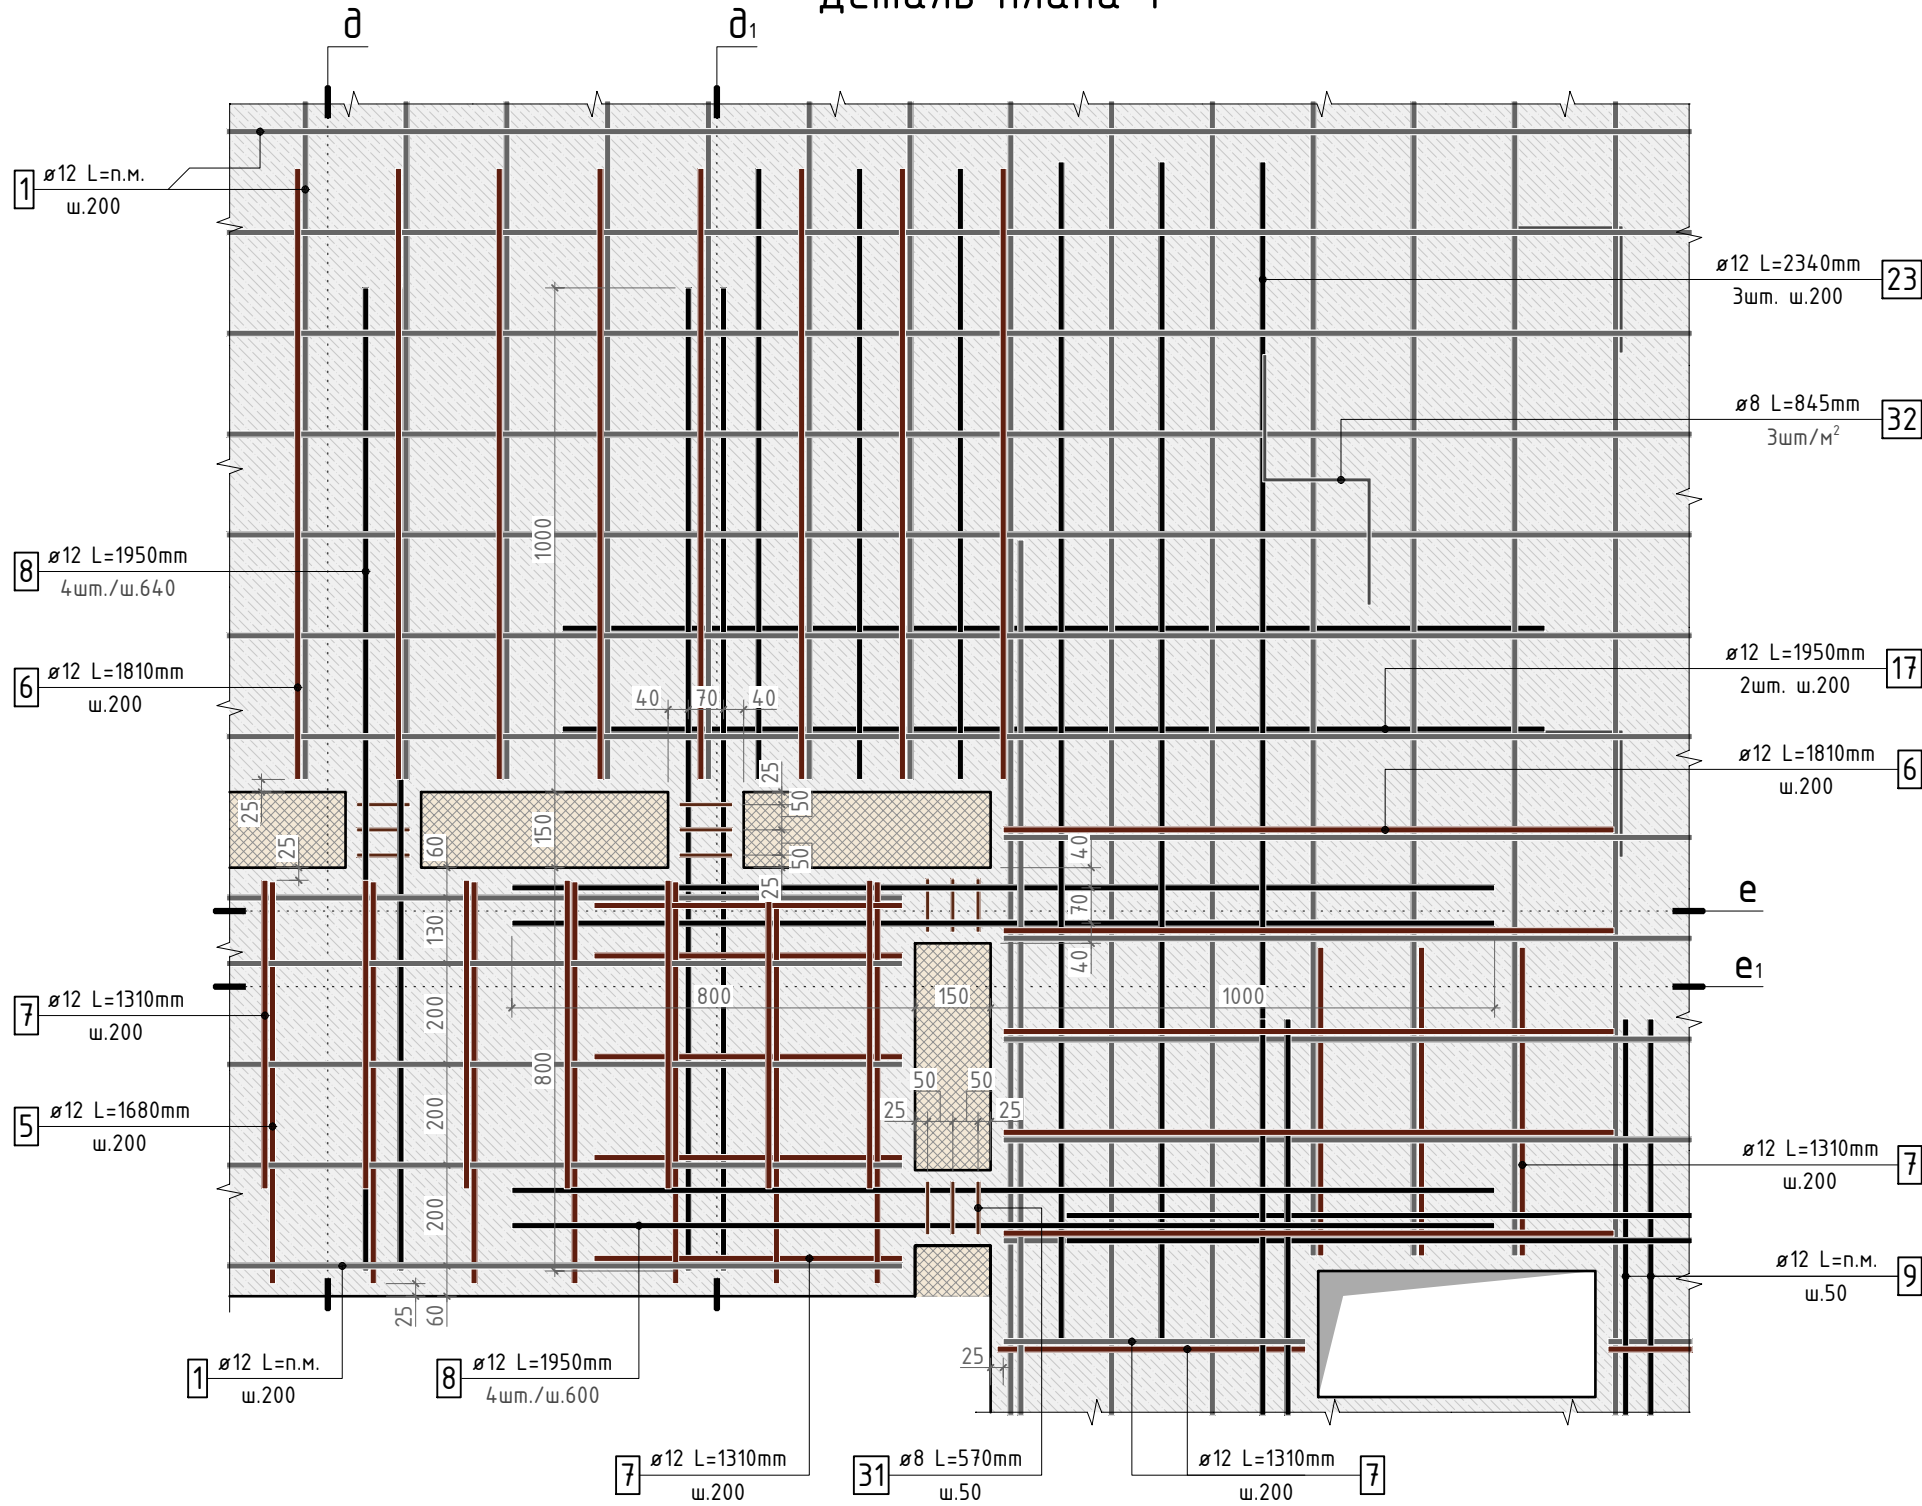 деталь плана 1
д
д1
1
ø12 L=п.м.
ш.200
8
ø12 L=1950mm
4шт./ш.640
6
ø12 L=1810mm
ш.200
7
ø12 L=1310mm
ш.200
5
ø12 L=1680mm
ш.200
1
ø12 L=п.м.
ш.200
8
ø12 L=1950mm
4шт./ш.600
7
ø12 L=1310mm
ш.200
31
ø8 L=570mm
ш.50
ø12 L=1310mm
ш.200
7
ø12 L=2340mm
3шт. ш.200
23
ø8 L=845mm
3шт/м²
32
ø12 L=1950mm
2шт. ш.200
17
ø12 L=1810mm
ш.200
6
е
е1
ø12 L=1310mm
ш.200
7
ø12 L=п.м.
ш.50
9
1000
40 70 40
25
50
50
25
25
25
150
60
130
200
200
200
60
25
800
40
70
40
800 150 1000
50 50
25 25
25